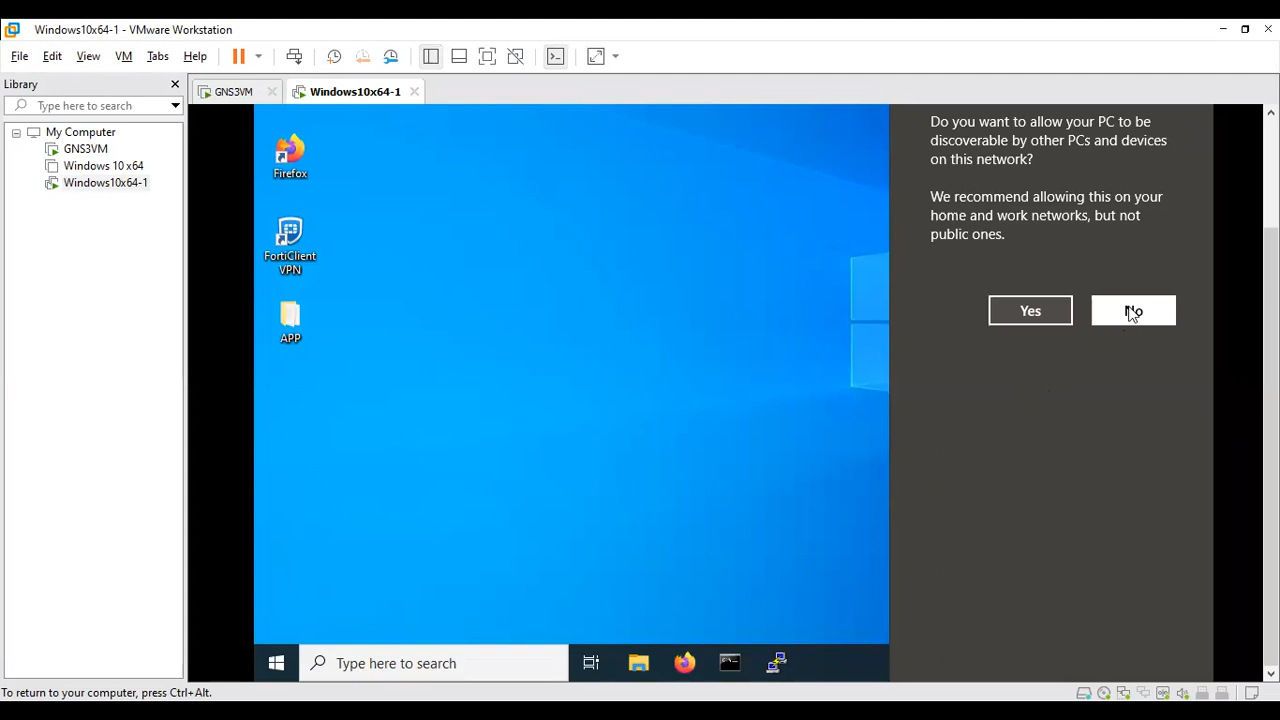 Windows10x64-1 - VMware Workstation
File Edit View VM Tabs Help
Library
Type here to search
My Computer
GNS3VM
Windows 10 x64
Windows10x64-1
GNS3VM
Windows10x64-1
Firefox
FortiClient
VPN
APP
Do you want to allow your PC to be
discoverable by other PCs and devices
on this network?
We recommend allowing this on your
home and work networks, but not
public ones.
Yes
No
Type here to search
To return to your computer, press Ctrl+Alt.